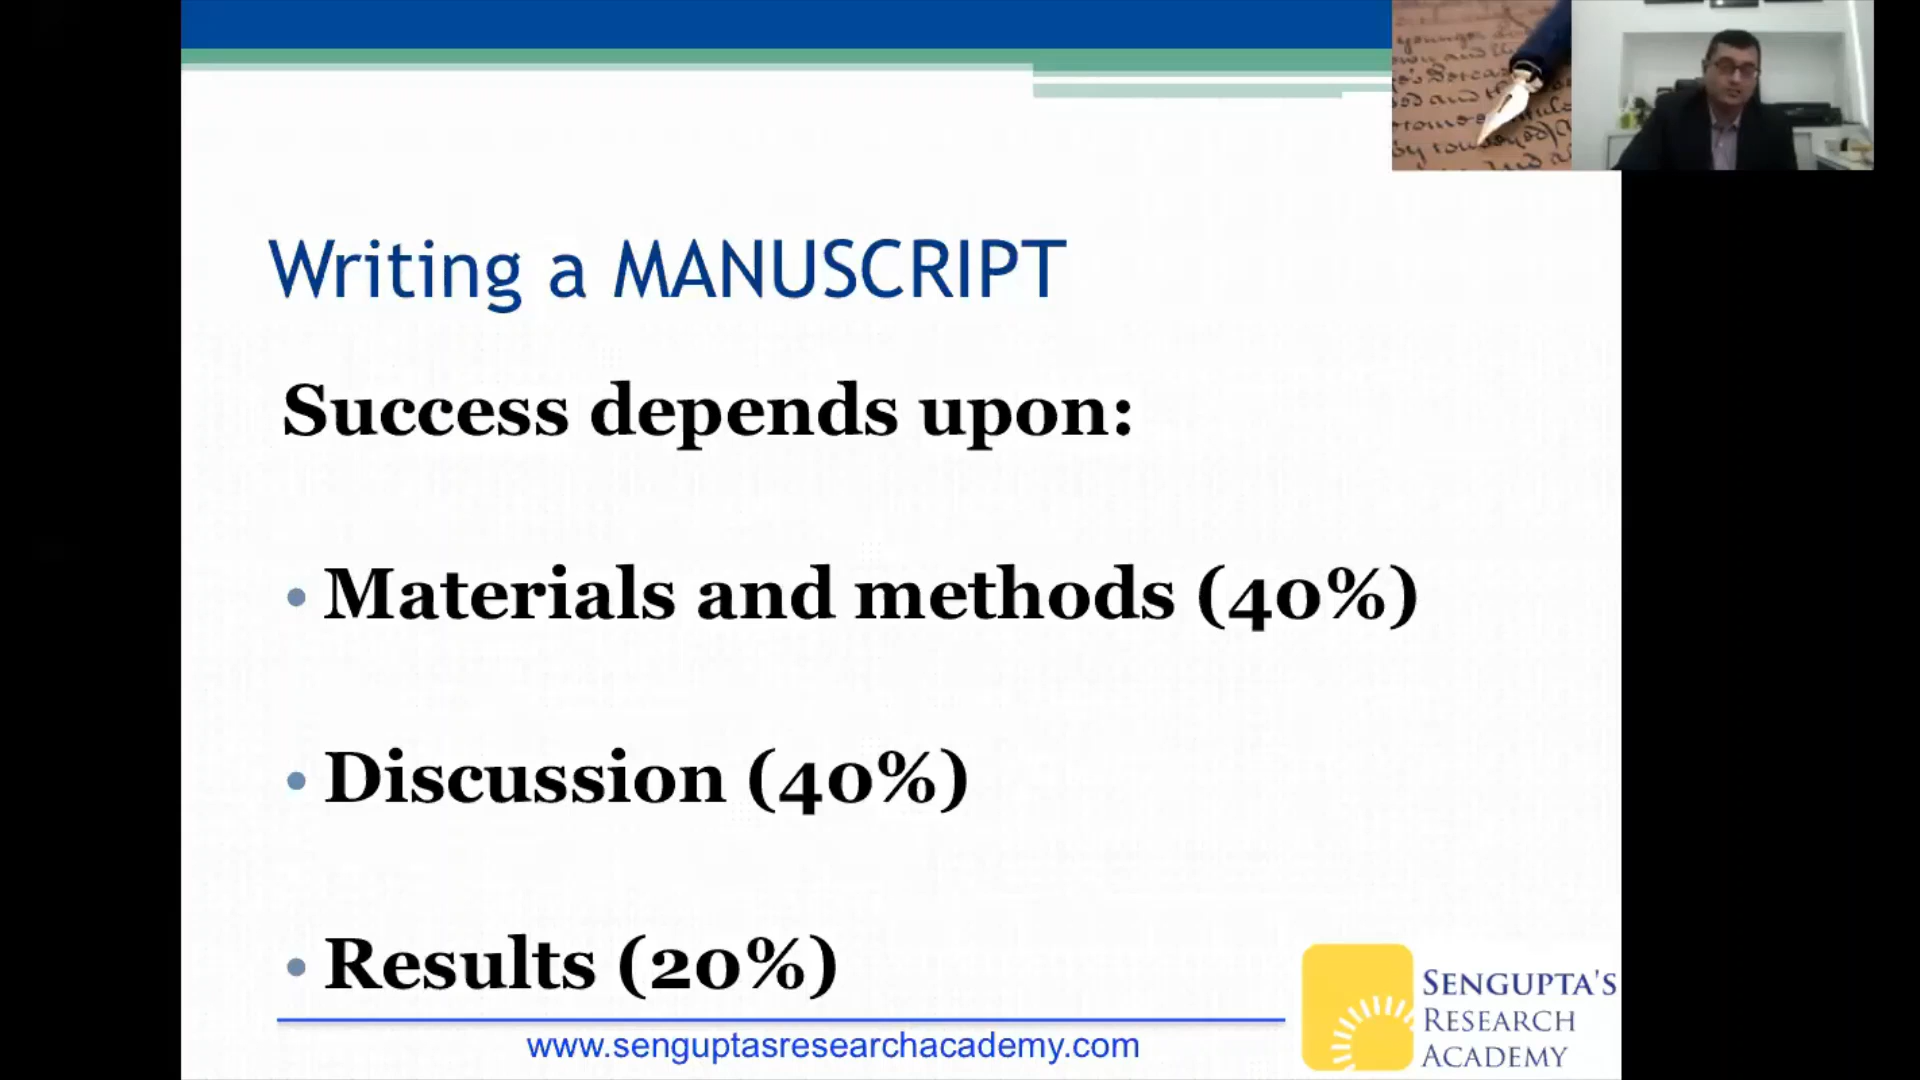 Writing a MANUSCRIPT
Success depends upon:
• Materials and methods (40%)
• Discussion (40%)
• Results (20%)
www.senguptasresearchacademy.com
SENGUPTA'S
RESEARCH
ACADEMY